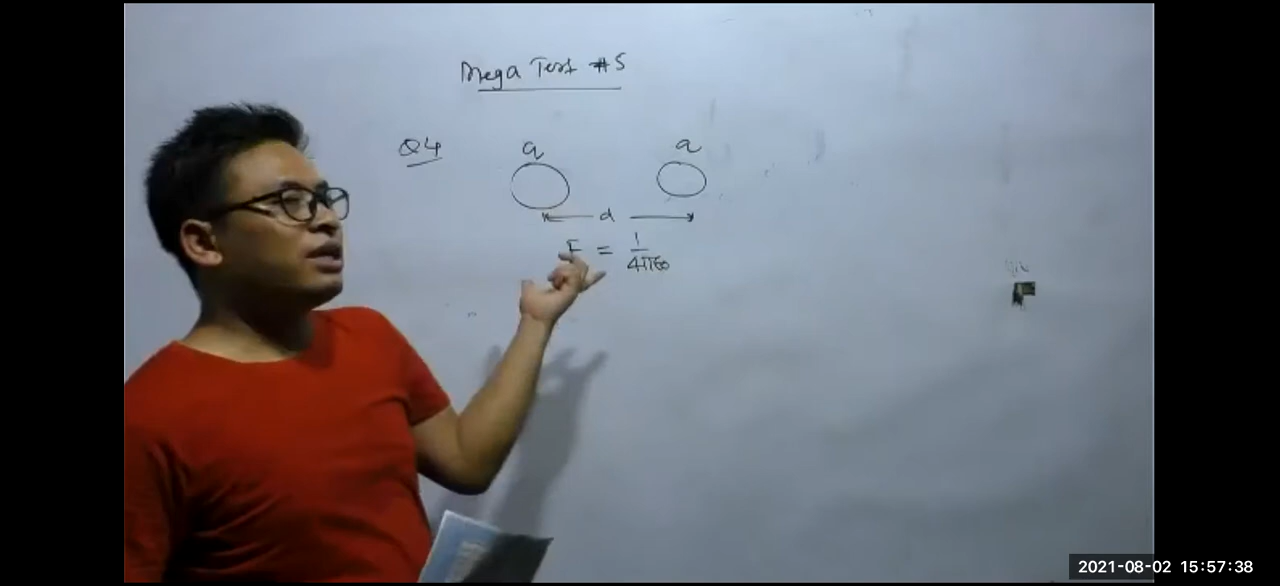 Mega Test #5
Q4
q q
d
F = 1/4πε0
2021-08-02 15:57:38